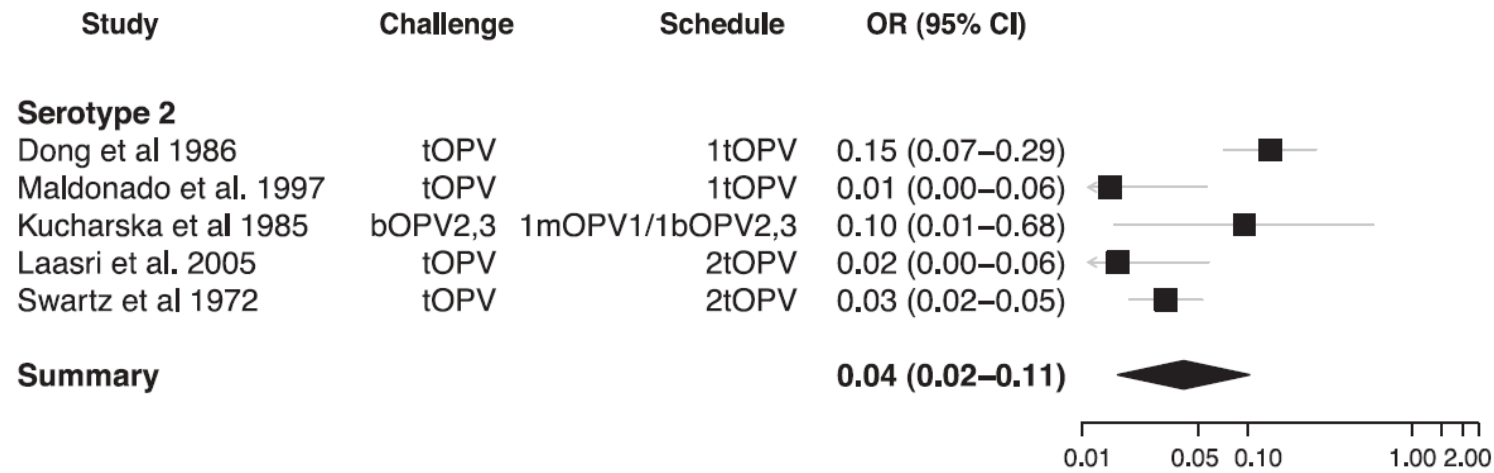 Study Challenge Schedule OR (95% CI)
Serotype 2
Dong et al 1986 tOPV 1tOPV 0.15 (0.07–0.29)
Maldonado et al. 1997 tOPV 1tOPV 0.01 (0.00–0.06)
Kucharska et al 1985 bOPV2,3 1mOPV1/1bOPV2,3 0.10 (0.01–0.68)
Laasri et al. 2005 tOPV 2tOPV 0.02 (0.00–0.06)
Swartz et al 1972 tOPV 2tOPV 0.03 (0.02–0.05)
Summary 0.04 (0.02–0.11)
0.01 0.05 0.10 1.00 2.00